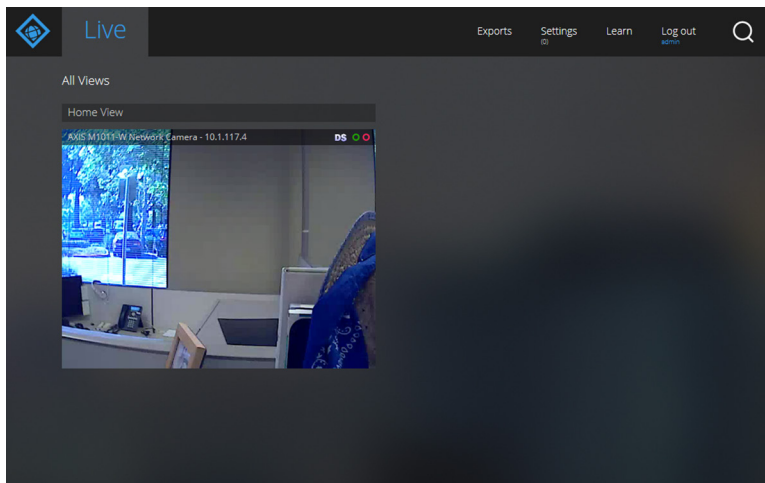 Live
Exports
Settings
(0)
Learn
Log out
admin
All Views
Home View
AXIS M1011-W Network Camera - 10.1.117.4
DS